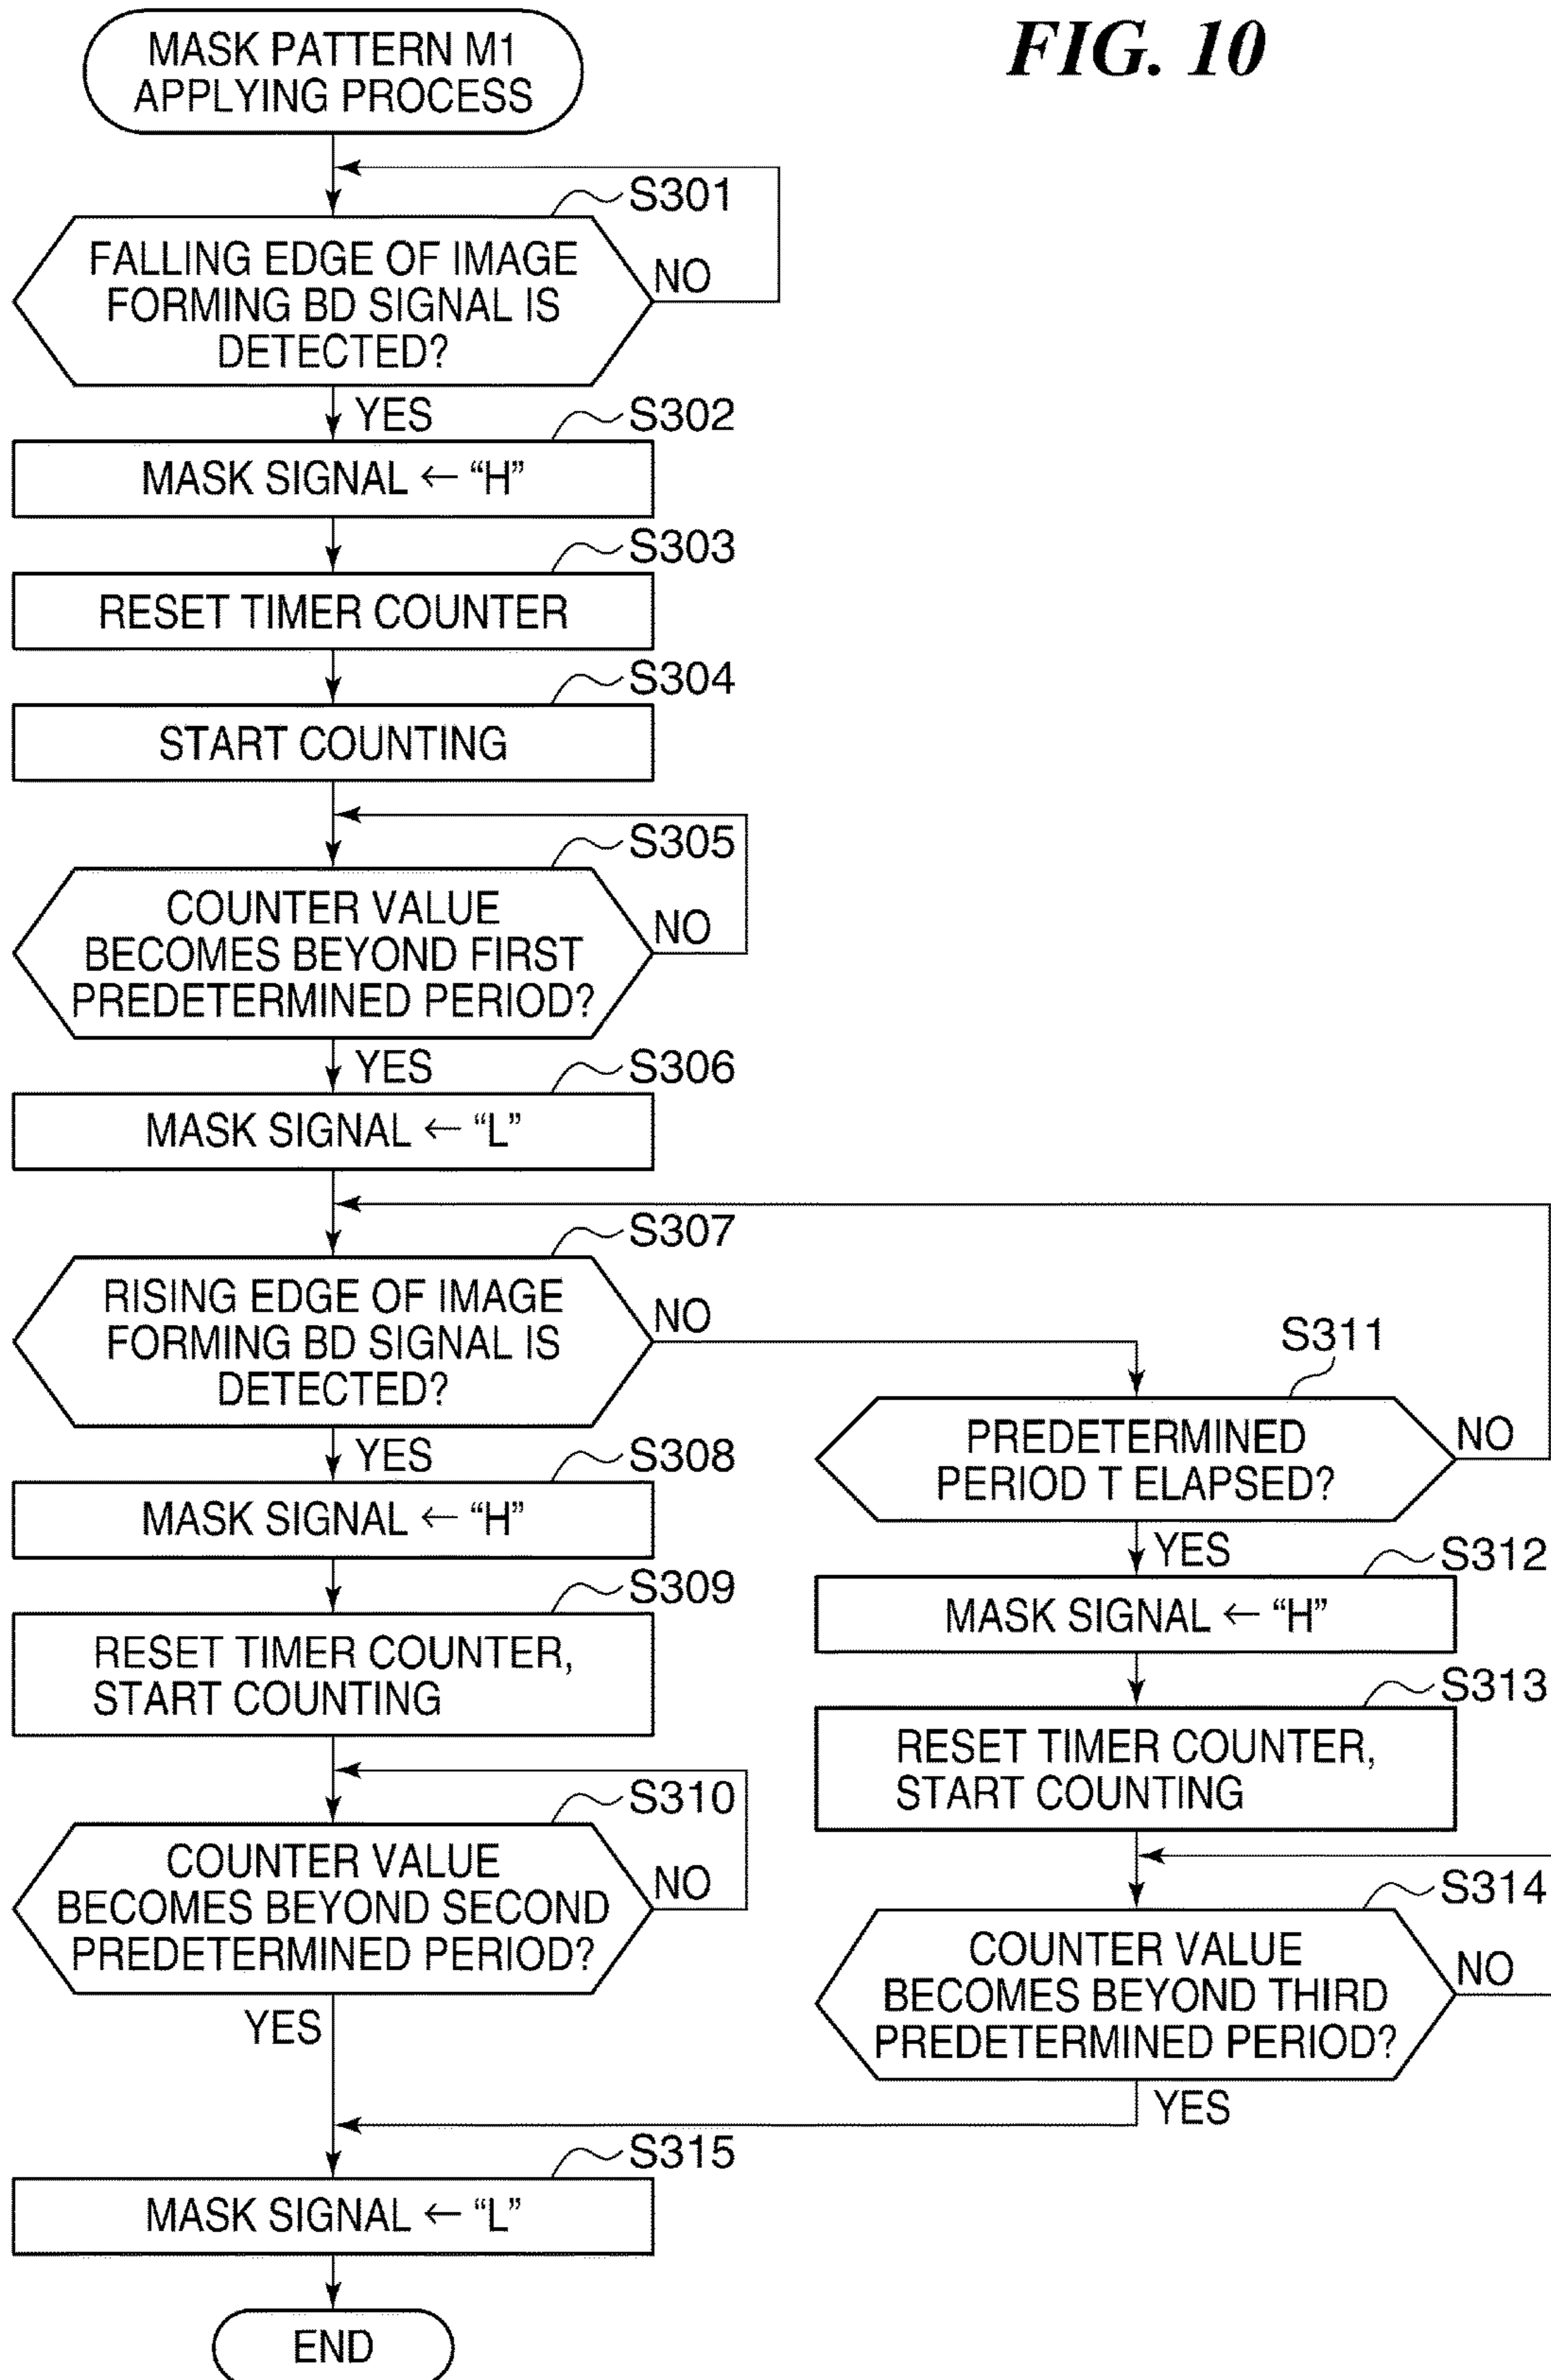 FIG. 10
MASK PATTERN M1
APPLYING PROCESS
S301
FALLING EDGE OF IMAGE
FORMING BD SIGNAL IS
DETECTED?
NO
YES
S302
MASK SIGNAL ← “H”
S303
RESET TIMER COUNTER
S304
START COUNTING
S305
COUNTER VALUE
BECOMES BEYOND FIRST
PREDETERMINED PERIOD?
NO
YES
S306
MASK SIGNAL ← “L”
S307
RISING EDGE OF IMAGE
FORMING BD SIGNAL IS
DETECTED?
NO
YES
S308
MASK SIGNAL ← “H”
S309
RESET TIMER COUNTER,
START COUNTING
S310
COUNTER VALUE
BECOMES BEYOND SECOND
PREDETERMINED PERIOD?
NO
YES
S311
PREDETERMINED
PERIOD T ELAPSED?
NO
YES
S312
MASK SIGNAL ← “H”
S313
RESET TIMER COUNTER,
START COUNTING
S314
COUNTER VALUE
BECOMES BEYOND THIRD
PREDETERMINED PERIOD?
NO
YES
S315
MASK SIGNAL ← “L”
END